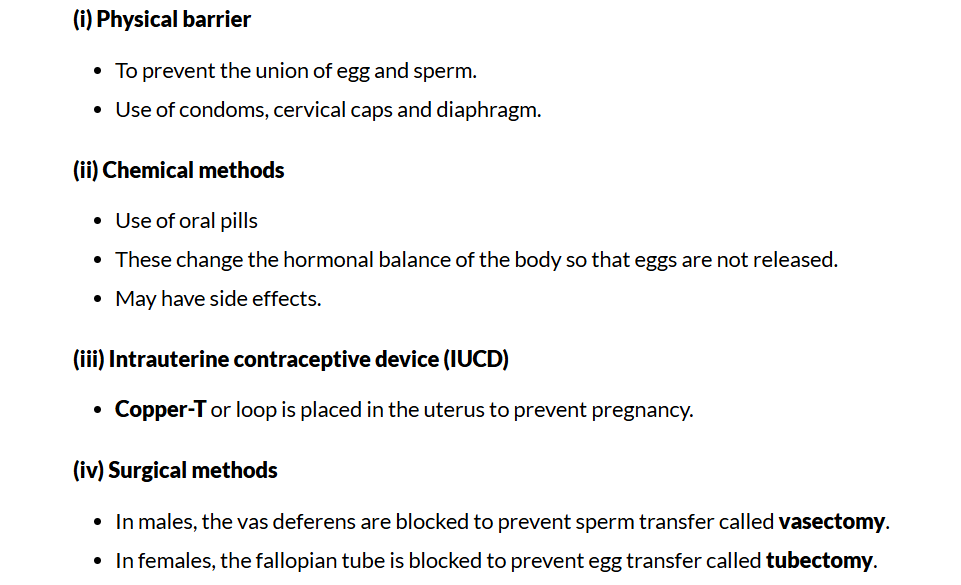 (i) Physical barrier
• To prevent the union of egg and sperm.
• Use of condoms, cervical caps and diaphragm.
(ii) Chemical methods
• Use of oral pills
• These change the hormonal balance of the body so that eggs are not released.
• May have side effects.
(iii) Intrauterine contraceptive device (IUCD)
• Copper-T or loop is placed in the uterus to prevent pregnancy.
(iv) Surgical methods
• In males, the vas deferens are blocked to prevent sperm transfer called vasectomy.
• In females, the fallopian tube is blocked to prevent egg transfer called tubectomy.